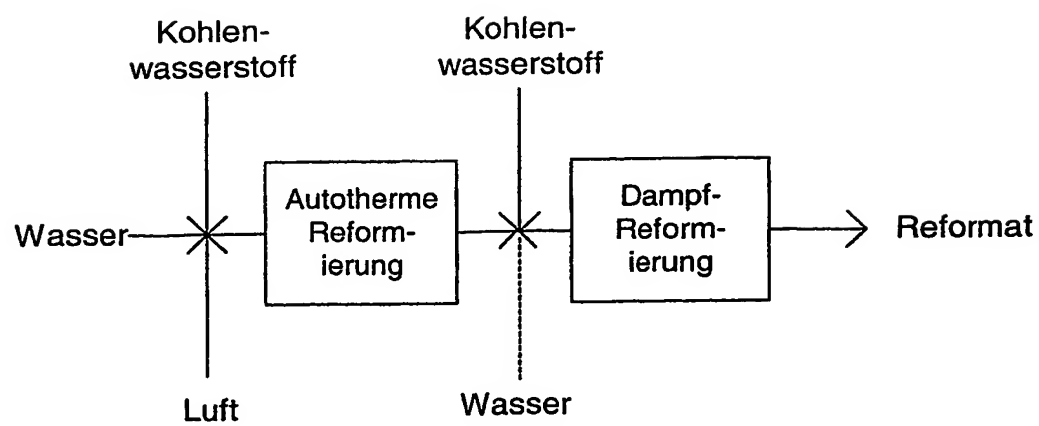 Kohlen-
wasserstoff
Kohlen-
wasserstoff
Wasser
Autotherme
Reform-
ierung
Dampf-
Reform-
ierung
Reformat
Luft
Wasser